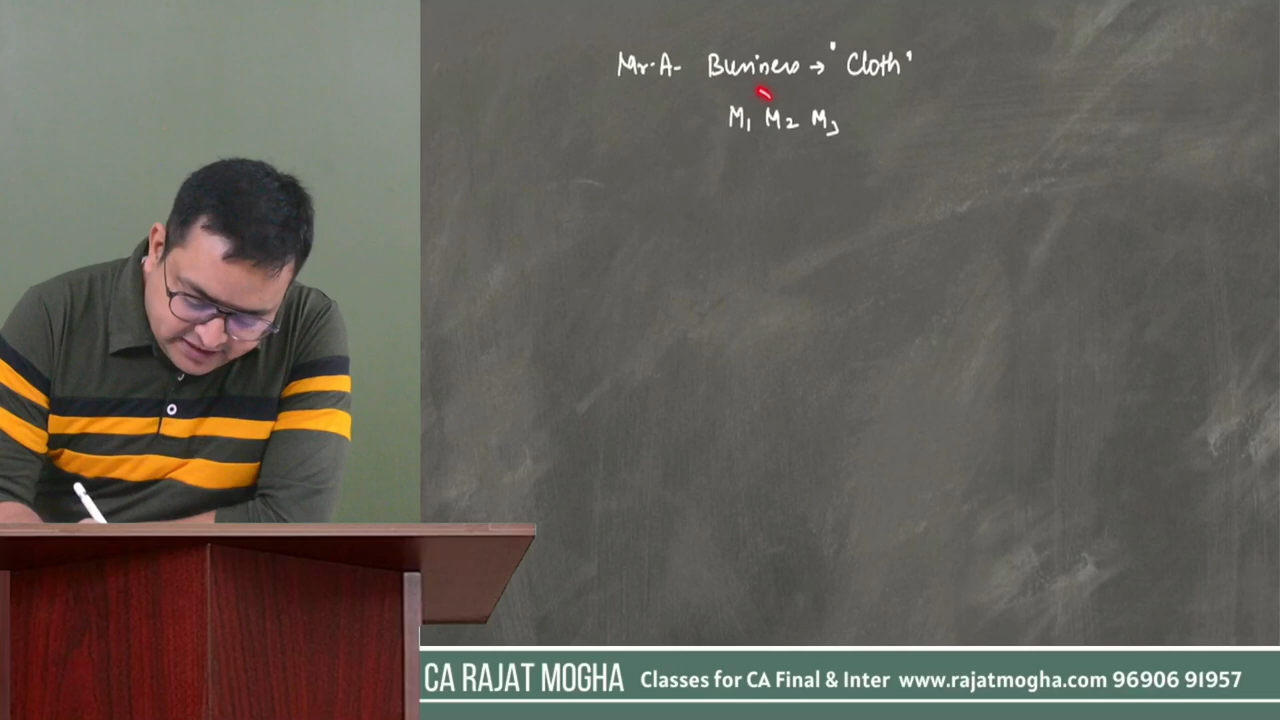 Mr. A- Business → "Cloth"
M1 M2 M3
CA RAJAT MOGHA Classes for CA Final & Inter www.rajatmogha.com 96906 91957